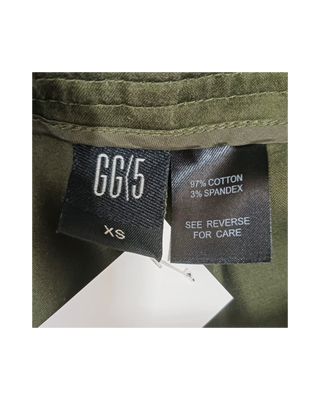 GG{5
XS
97% COTTON
3% SPANDEX
SEE REVERSE
FOR CARE